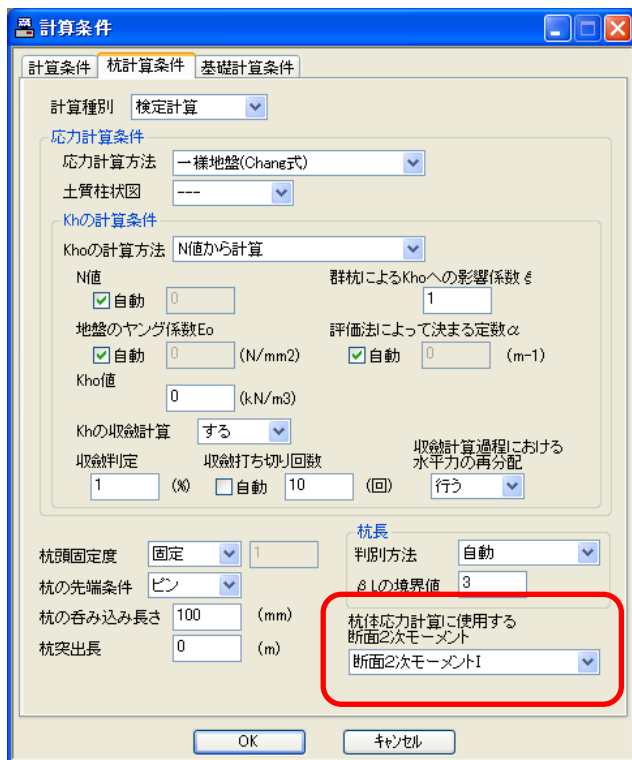 計算条件
計算条件 杭計算条件 基礎計算条件
計算種別 検定計算
応力計算条件
応力計算方法 一様地盤(Chang式)
土質柱状図 ---
Khの計算条件
Khoの計算方法 N値から計算
N値 群杭によるKhoへの影響係数ξ
自動 0 1
地盤のヤング係数Eo 評価法によって決まる定数α
自動 0 (N/mm2) 自動 0 (m-1)
Kho値
0 (kN/m3)
Khの収斂計算 する
収斂計算過程における
収斂判定 収斂打ち切り回数 水平力の再分配
1 (%) 自動 10 (回) 行う
杭長
杭頭固定度 固定 1 判別方法 自動
杭の先端条件 ピン βLの境界値 3
杭の呑み込み長さ 100 (mm)
杭突出長 0 (m)
杭体応力計算に使用する
断面2次モーメント
断面2次モーメントI
OK キャンセル